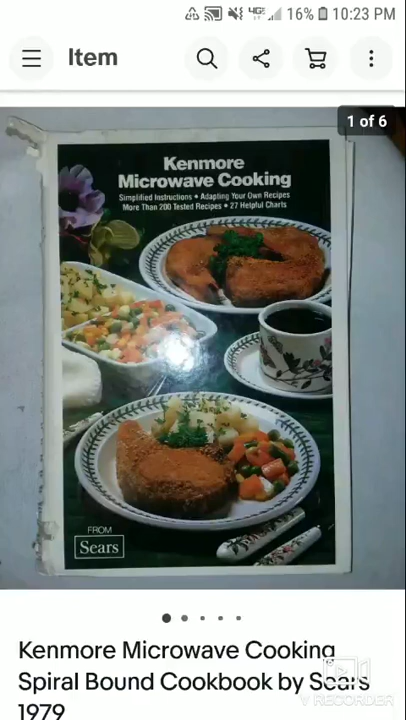 16% 10:23 PM
Item
1 of 6
Kenmore
Microwave Cooking
Simplified Instructions • Adapting Your Own Recipes
More Than 200 Tested Recipes • 27 Helpful Charts
FROM
Sears
Kenmore Microwave Cooking
Spiral Bound Cookbook by Sears
1979
V RECORDER